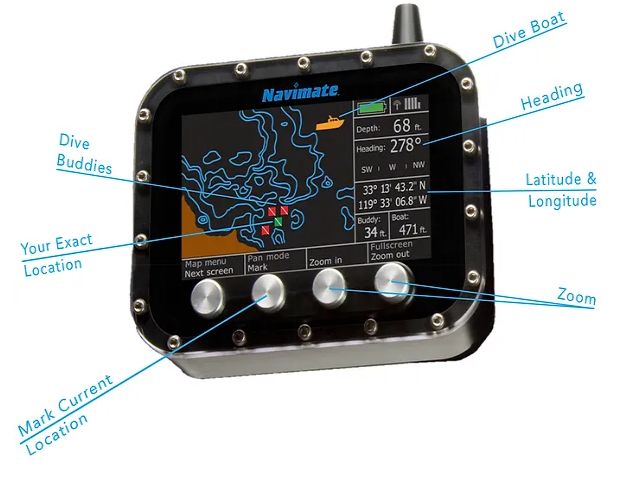 Dive Boat
Navimate
Heading
Depth: 68 ft.
Heading: 278°
SW W NW
Dive
Buddies
Latitude &
Longitude
33° 13' 43.2" N
119° 33' 06.8" W
Buddy: Boat:
34 ft. 471 ft.
Your Exact
Location
Map menu
Next screen
Pan mode
Mark
Zoom in
Fullscreen
Zoom out
Zoom
Mark Current
Location